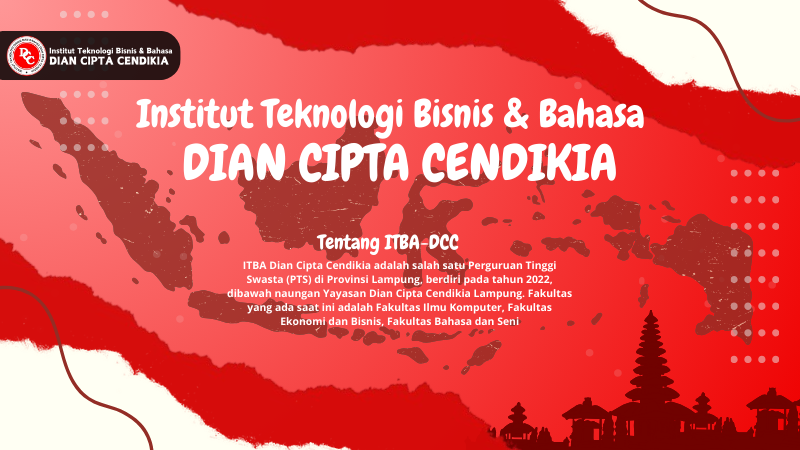 Institut Teknologi Bisnis & Bahasa
DIAN CIPTA CENDIKIA
Institut Teknologi Bisnis & Bahasa
DIAN CIPTA CENDIKIA
Tentang ITBA-DCC
ITBA Dian Cipta Cendikia adalah salah satu Perguruan Tinggi
Swasta (PTS) di Provinsi Lampung, berdiri pada tahun 2022,
dibawah naungan Yayasan Dian Cipta Cendikia Lampung. Fakultas
yang ada saat ini adalah Fakultas Ilmu Komputer, Fakultas
Ekonomi dan Bisnis, Fakultas Bahasa dan Seni